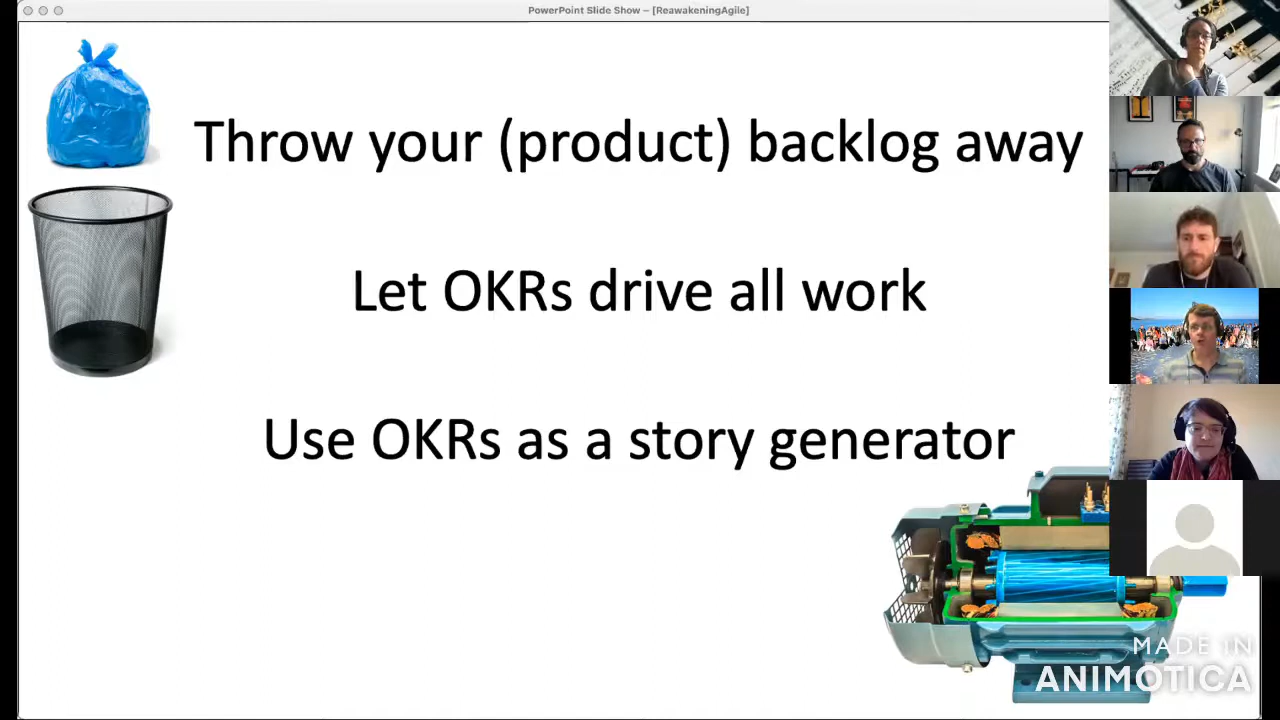 PowerPoint Slide Show – [ReawakeningAgile]
Throw your (product) backlog away
Let OKRs drive all work
Use OKRs as a story generator
MADE IN
ANIMOTICA